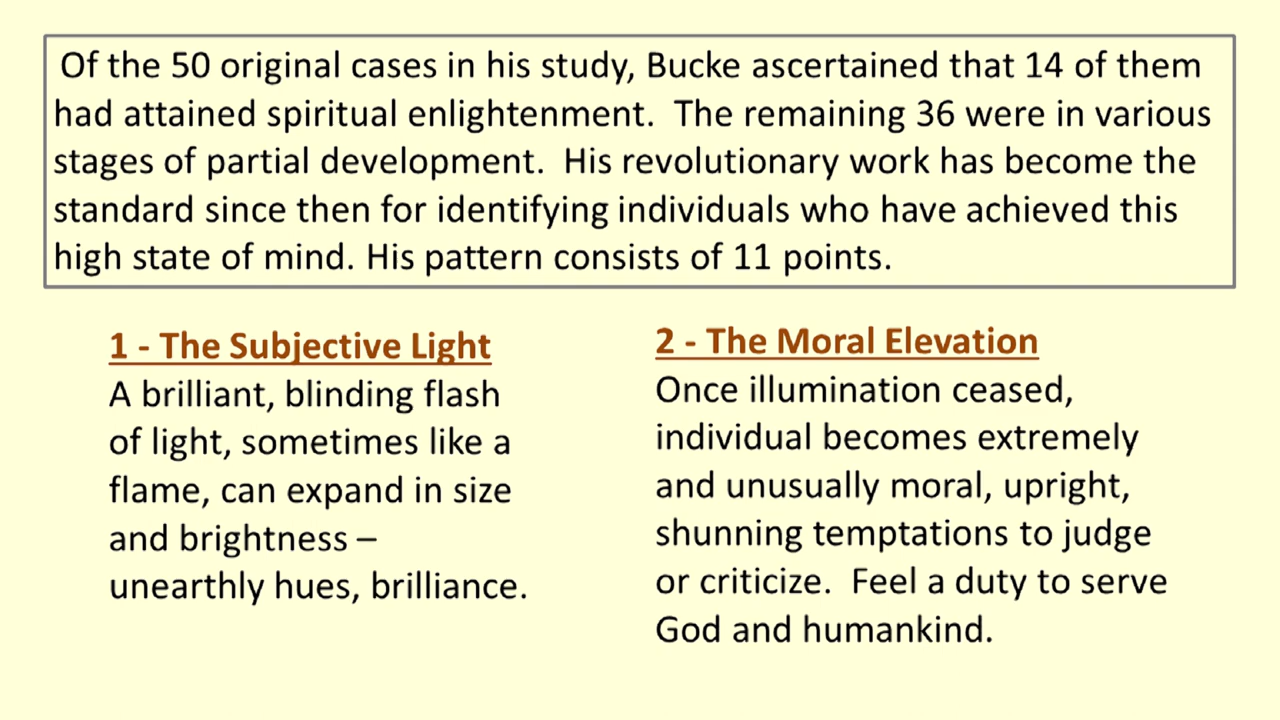 Of the 50 original cases in his study, Bucke ascertained that 14 of them
had attained spiritual enlightenment.  The remaining 36 were in various
stages of partial development.  His revolutionary work has become the
standard since then for identifying individuals who have achieved this
high state of mind. His pattern consists of 11 points.
1 - The Subjective Light
A brilliant, blinding flash
of light, sometimes like a
flame, can expand in size
and brightness –
unearthly hues, brilliance.
2 - The Moral Elevation
Once illumination ceased,
individual becomes extremely
and unusually moral, upright,
shunning temptations to judge
or criticize.  Feel a duty to serve
God and humankind.